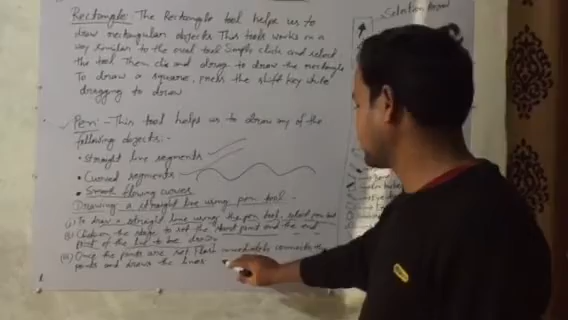 Rectangle:- The Rectangle tool helps us to
draw rectangular objects This tools works in a
way similar to the oval tool Simply click and select
the tool Then clic and drage to draw the rectangle
To draw a square, press the shift key while
dragging to draw
Pen:- This tool helps us to draw any of the
following objects:-
• Straight line segments
• Curved segments
• Smooth flowing curves
Drawing a straight line using pen tool.
(i) To draw a straight line using the pen tool, select pen tool
(ii) Click on the stage to set the start point and the end
point of the line to be drawn
(iii) Once the points are set Flash immediately connects the
points and draws the lines
Selection